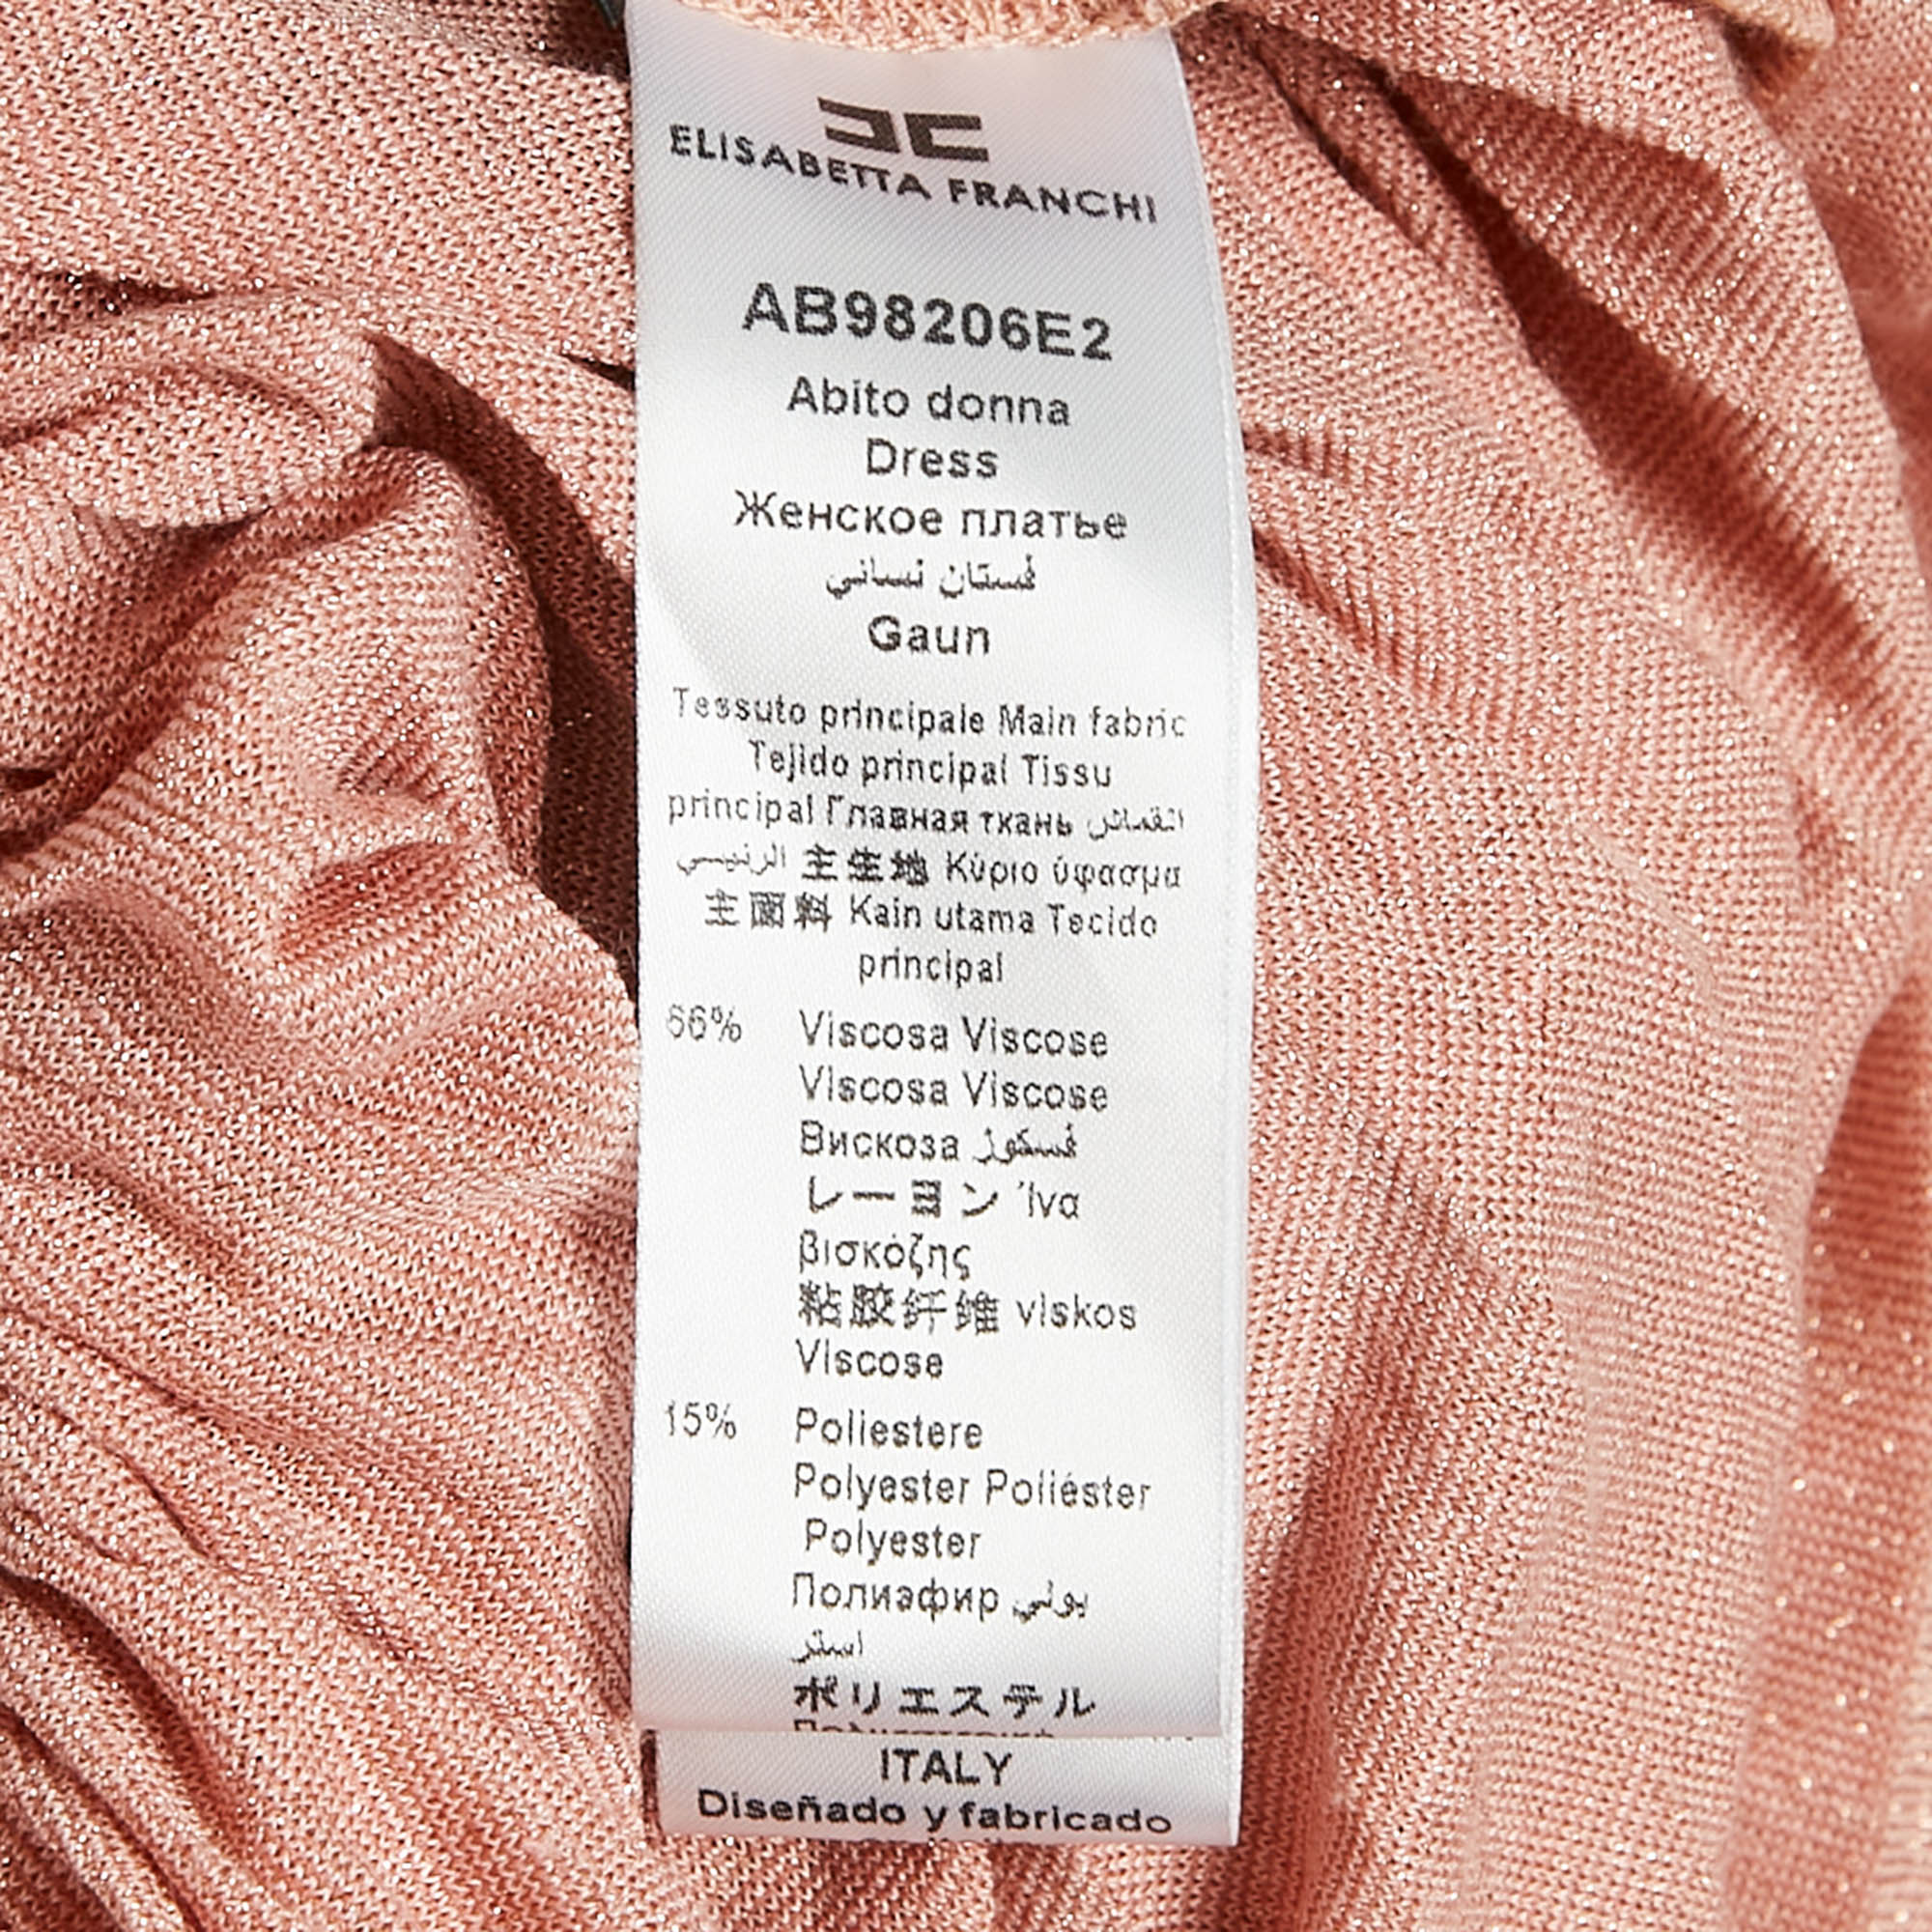 ELISABETTA FRANCHI
AB98206E2
Abito donna
Dress
Женское платье
فستان نسائي
Gaun
Tessuto principale Main fabric
Tejido principal Tissu
principal Главная ткань القماش
الرئيسي 主生地 Κύριο ύφασμα
主面料 Kain utama Tecido
principal
66% Viscosa Viscose
Viscosa Viscose
Вискоза فسكوز
レーヨン Ίνα
βισκόζης
粘胶纤维 viskos
Viscose
15% Poliestere
Polyester Poliéster
Polyester
Полиэфир بولي
استر
ポリエステル
ITALY
Diseñado y fabricado